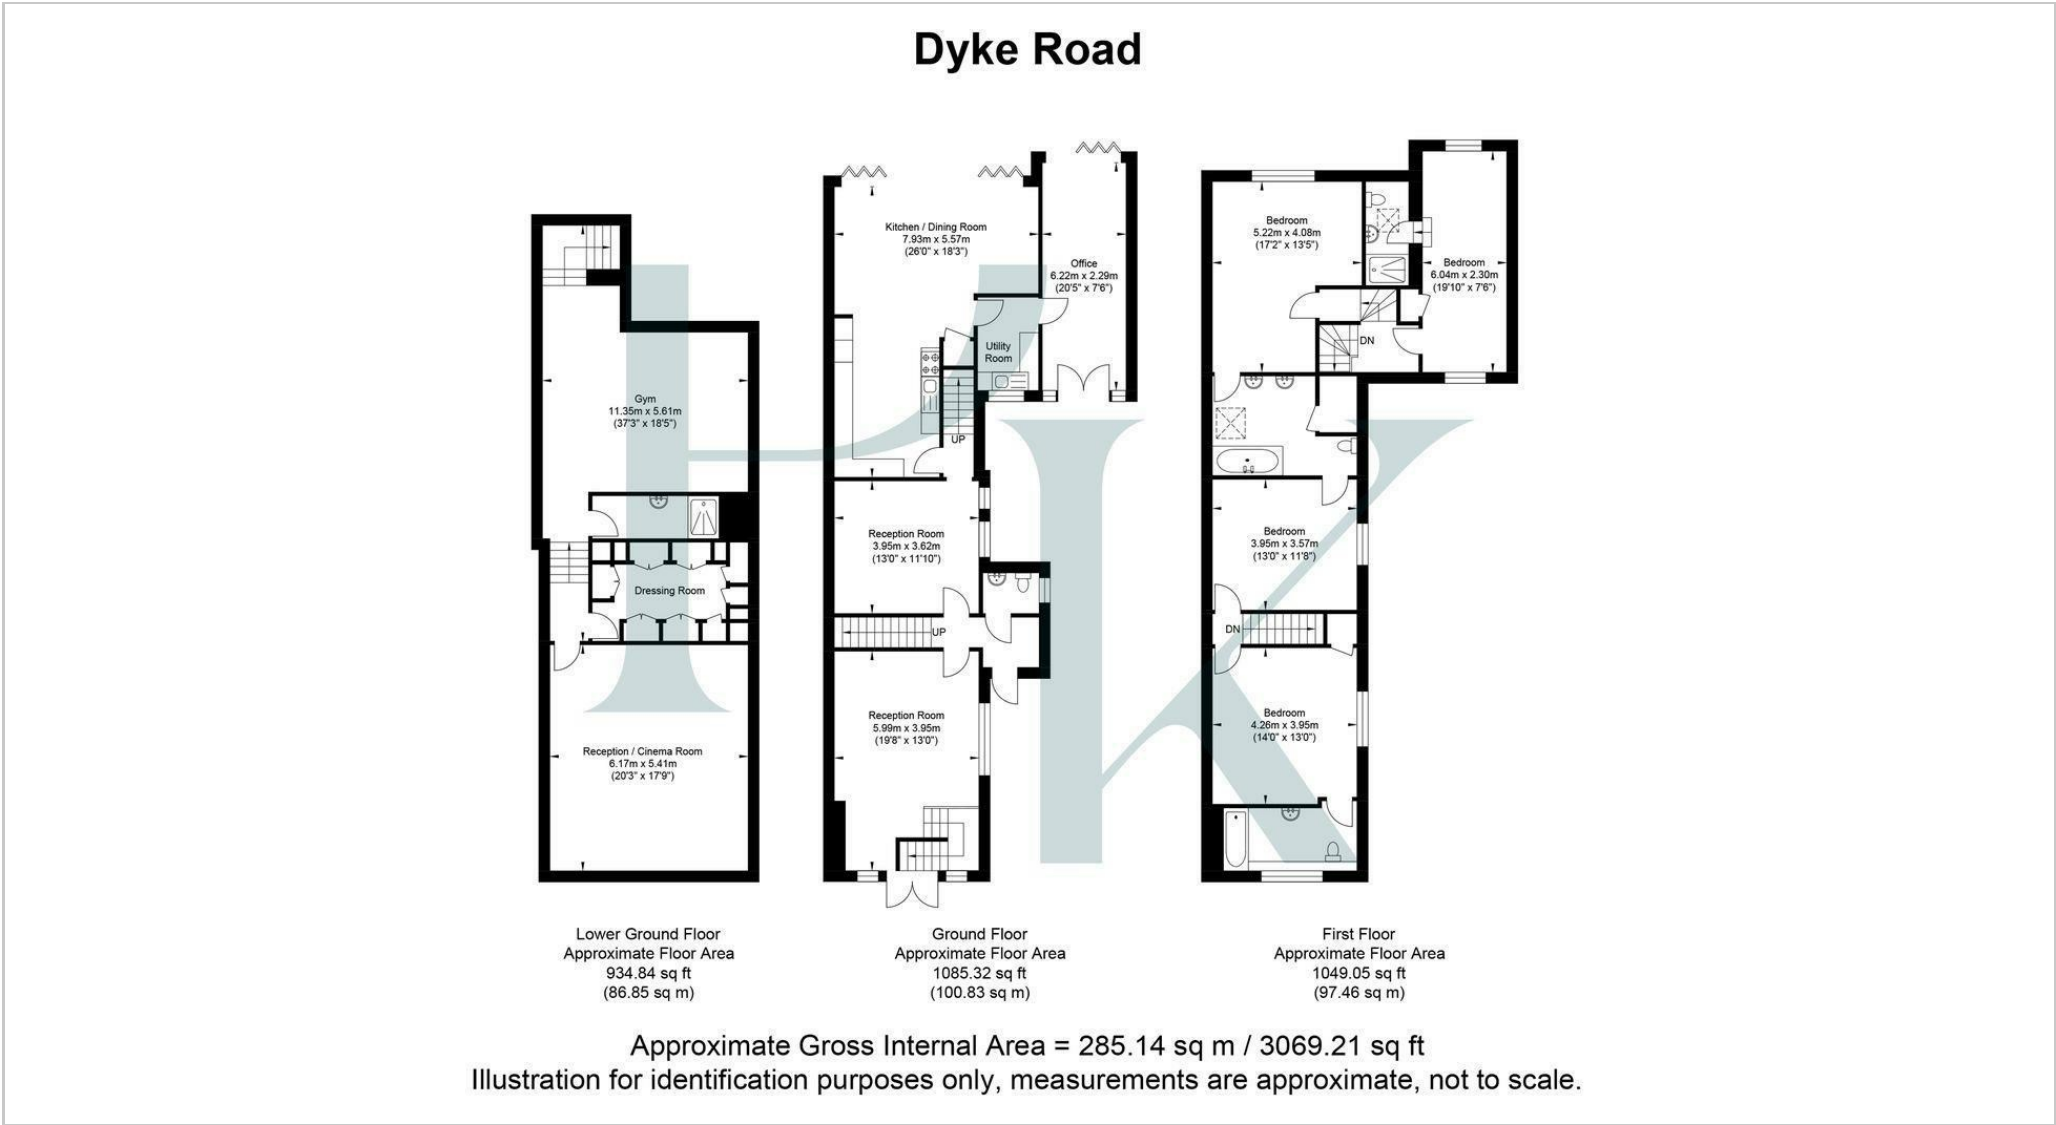 Dyke Road
Gym
11.35m x 5.61m
(37'3" x 18'5")
Dressing Room
Reception / Cinema Room
6.17m x 5.41m
(20'3" x 17'9")
Lower Ground Floor
Approximate Floor Area
934.84 sq ft
(86.85 sq m)
Kitchen / Dining Room
7.93m x 5.57m
(26'0" x 18'3")
Office
6.22m x 2.29m
(20'5" x 7'6")
Utility
Room
UP
Reception Room
3.95m x 3.62m
(13'0" x 11'10")
UP
Reception Room
5.99m x 3.95m
(19'8" x 13'0")
Ground Floor
Approximate Floor Area
1085.32 sq ft
(100.83 sq m)
Bedroom
5.22m x 4.08m
(17'2" x 13'5")
Bedroom
6.04m x 2.30m
(19'10" x 7'6")
DN
Bedroom
3.95m x 3.57m
(13'0" x 11'8")
DN
Bedroom
4.26m x 3.95m
(14'0" x 13'0")
First Floor
Approximate Floor Area
1049.05 sq ft
(97.46 sq m)
Approximate Gross Internal Area = 285.14 sq m / 3069.21 sq ft
Illustration for identification purposes only, measurements are approximate, not to scale.